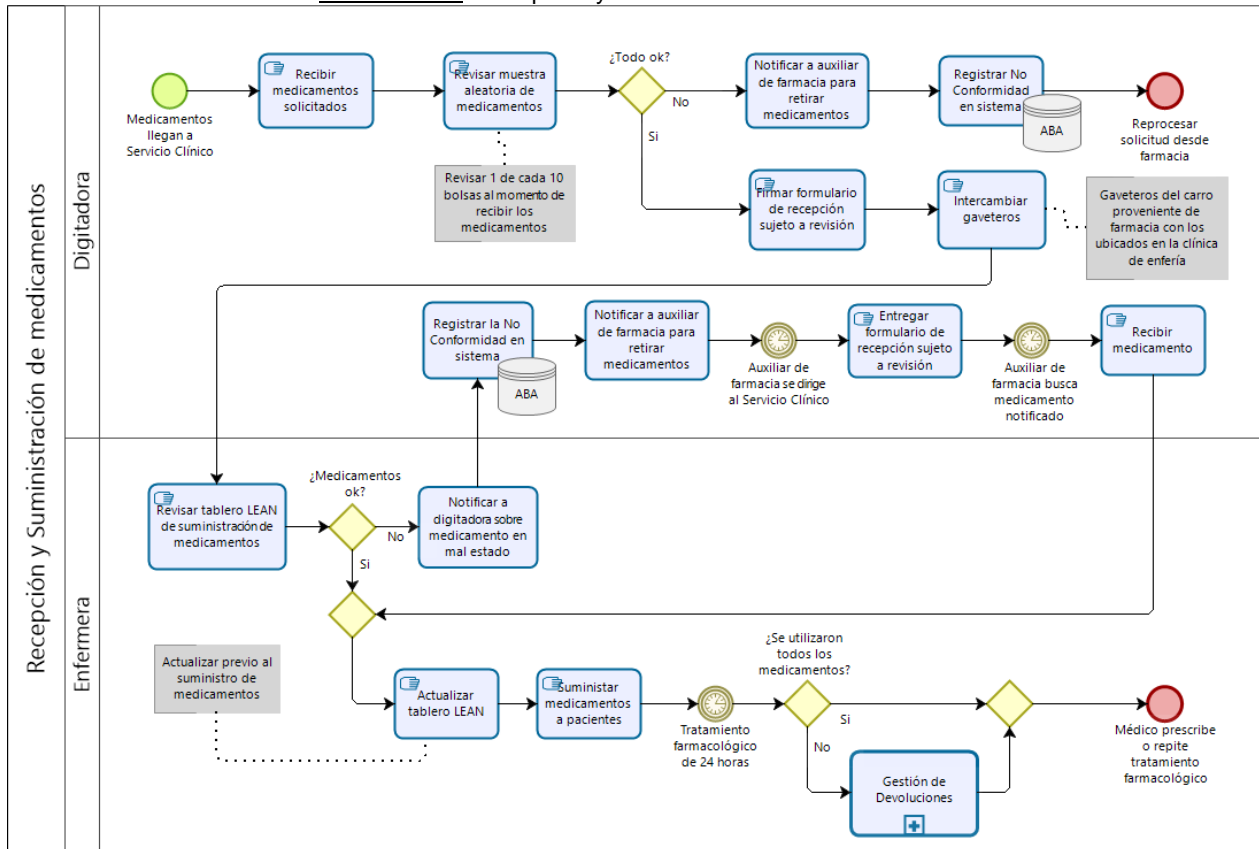 Recepción y Suministración de medicamentos
Digitadora
Medicamentos
llegan a
Servicio Clínico
Recibir
medicamentos
solicitados
Revisar muestra
aleatoria de
medicamentos
Revisar 1 de cada 10
bolsas al momento de
recibir los
medicamentos
¿Todo ok?
No
Si
Notificar a auxiliar
de farmacia para
retirar
medicamentos
Registrar No
Conformidad
en sistema
ABA
Reprocesar
solicitud desde
farmacia
Firmar formulario
de recepción
sujeto a revisión
Intercambiar
gaveteros
Gaveteros del carro
proveniente de
farmacia con los
ubicados en la clínica
de enfería
Registrar la No
Conformidad en
sistema
ABA
Notificar a auxiliar
de farmacia para
retirar
medicamentos
Auxiliar de
farmacia se dirige
al Servicio Clínico
Entregar
formulario de
recepción sujeto
a revisión
Auxiliar de
farmacia busca
medicamento
notificado
Recibir
medicamento
Enfermera
Revisar tablero LEAN
de suministración de
medicamentos
¿Medicamentos
ok?
No
Si
Notificar a
digitadora sobre
medicamento en
mal estado
Actualizar previo al
suministro de
medicamentos
Actualizar
tablero LEAN
Suministar
medicamentos
a pacientes
Tratamiento
farmacológico
de 24 horas
¿Se utilizaron
todos los
medicamentos?
Si
No
Gestión de
Devoluciones
Médico prescribe
o repite
tratamiento
farmacológico